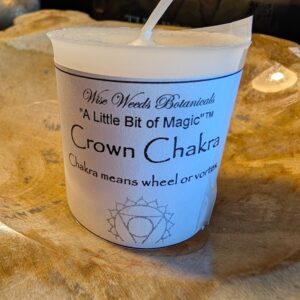 Wise Weeds Botanicals
"A Little Bit of Magic"™
Crown Chakra
Chakra means wheel or vortex.